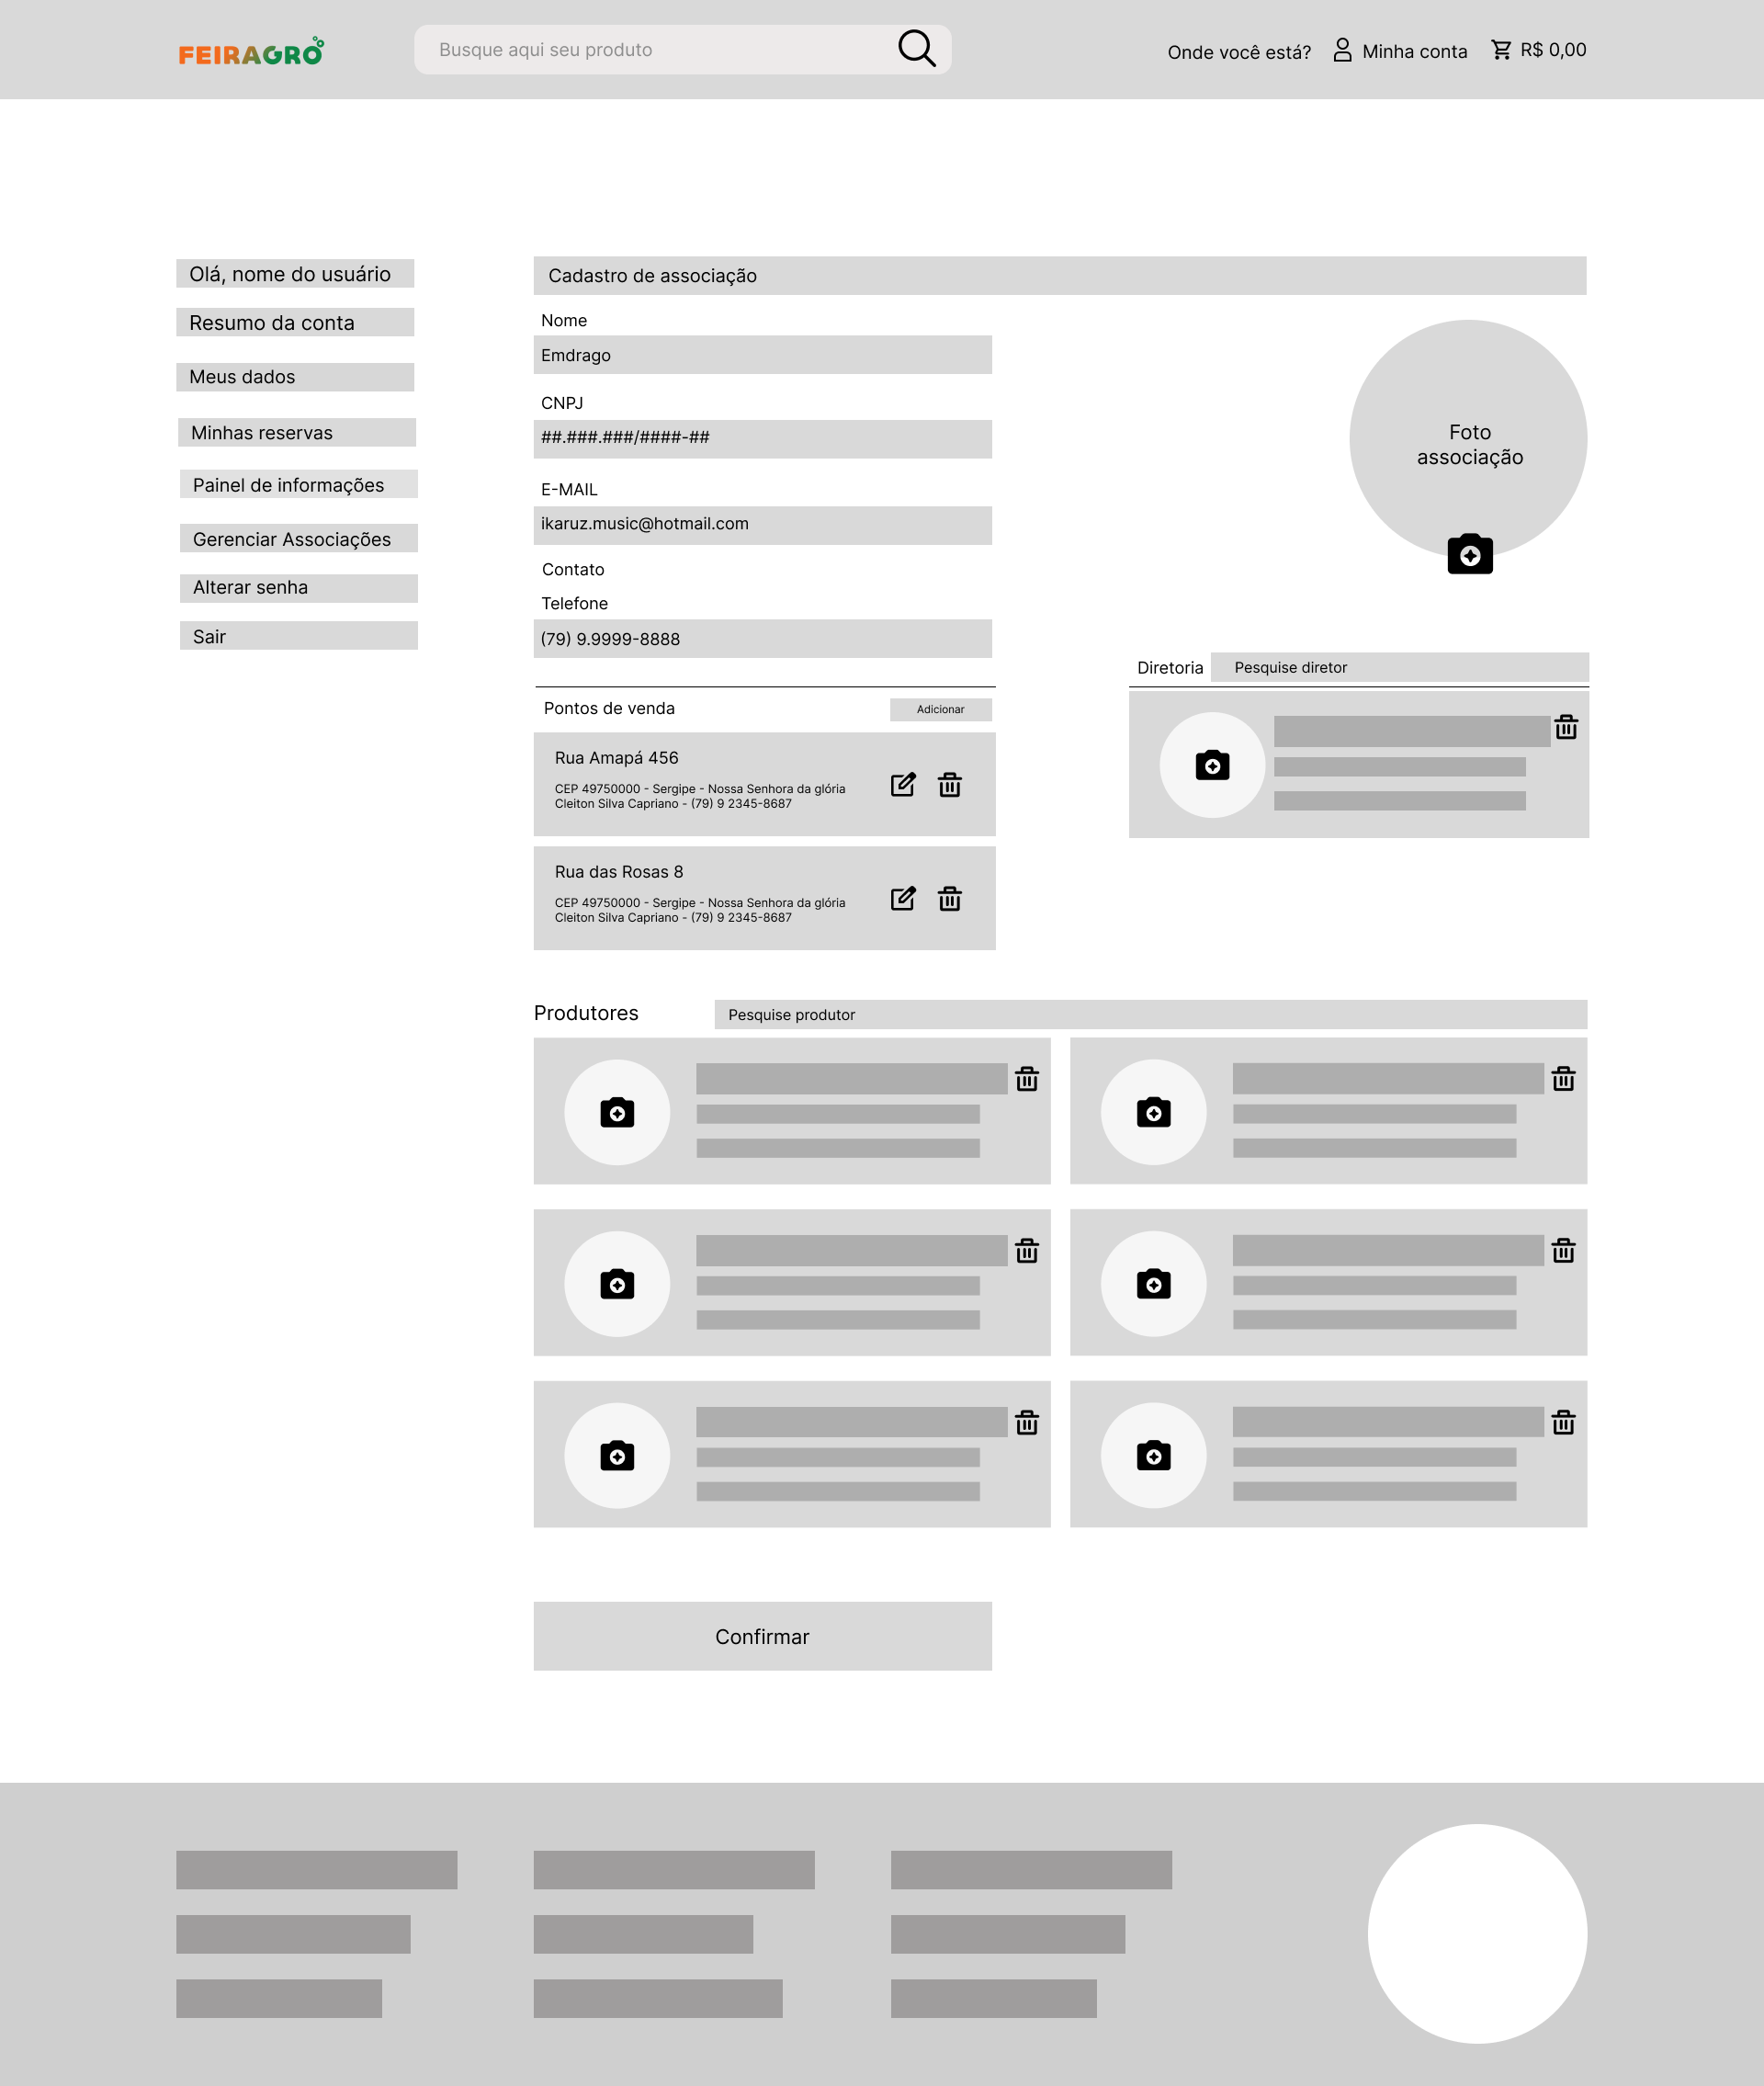 FEIRAGRO
Busque aqui seu produto
Onde você está?
Minha conta
R$ 0,00
Olá, nome do usuário
Resumo da conta
Meus dados
Minhas reservas
Painel de informações
Gerenciar Associações
Alterar senha
Sair
Cadastro de associação
Nome
Emdrago
CNPJ
##.###.###/####-##
E-MAIL
ikaruz.music@hotmail.com
Contato
Telefone
(79) 9.9999-8888
Foto
associação
Diretoria
Pesquise diretor
Pontos de venda
Adicionar
Rua Amapá 456
CEP 49750000 - Sergipe - Nossa Senhora da glória
Cleiton Silva Capriano - (79) 9 2345-8687
Rua das Rosas 8
CEP 49750000 - Sergipe - Nossa Senhora da glória
Cleiton Silva Capriano - (79) 9 2345-8687
Produtores
Pesquise produtor
Confirmar